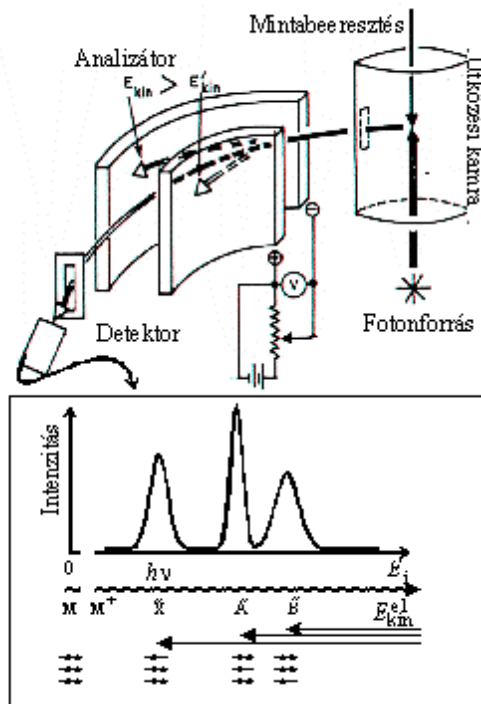 Mintabeeresztés
Analizátor
E_kin > E'_kin
Ütközési kamra
⊖
⊕
V
Detektor
Fotonforrás
Intenzitás
0 hν E_i
M M⁺ X̃ Ã B̃ E_kin^el